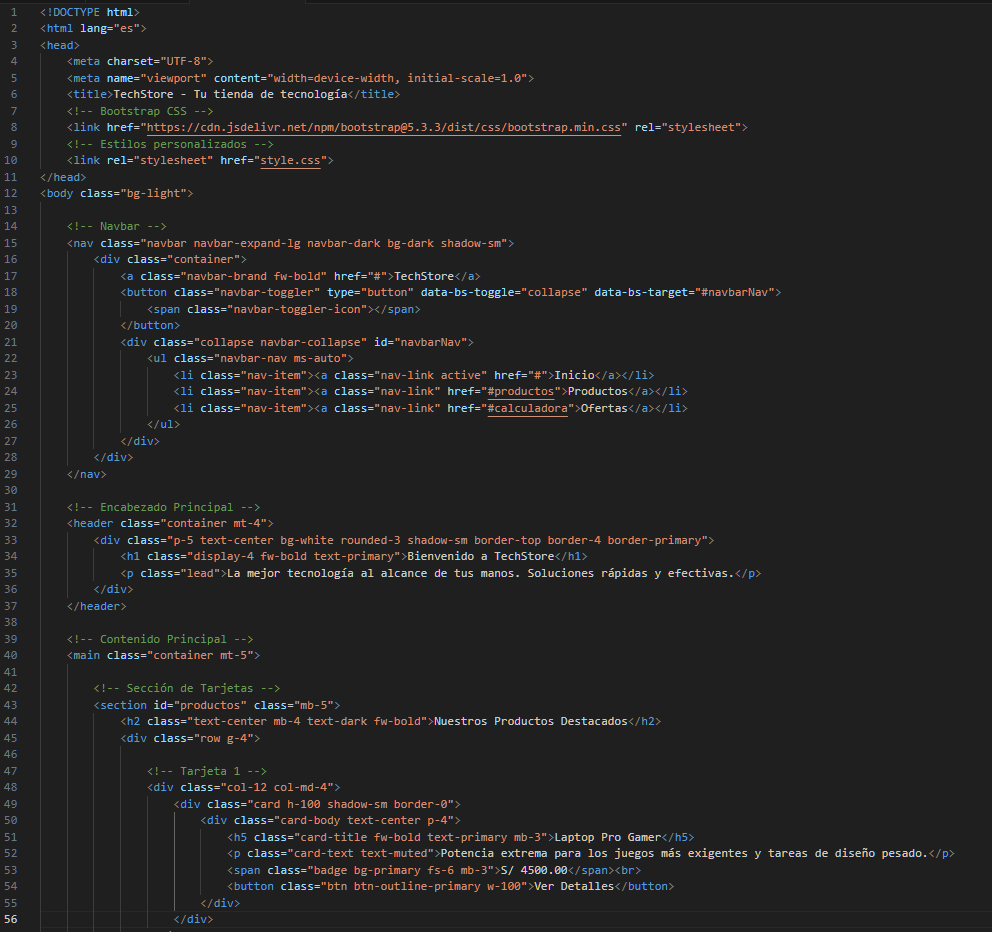 1 <!DOCTYPE html>
2 <html lang="es">
3 <head>
4     <meta charset="UTF-8">
5     <meta name="viewport" content="width=device-width, initial-scale=1.0">
6     <title>TechStore - Tu tienda de tecnología</title>
7     <!-- Bootstrap CSS -->
8     <link href="https://cdn.jsdelivr.net/npm/bootstrap@5.3.3/dist/css/bootstrap.min.css" rel="stylesheet">
9     <!-- Estilos personalizados -->
10     <link rel="stylesheet" href="style.css">
11 </head>
12 <body class="bg-light">
13
14     <!-- Navbar -->
15     <nav class="navbar navbar-expand-lg navbar-dark bg-dark shadow-sm">
16         <div class="container">
17             <a class="navbar-brand fw-bold" href="#">TechStore</a>
18             <button class="navbar-toggler" type="button" data-bs-toggle="collapse" data-bs-target="#navbarNav">
19                 <span class="navbar-toggler-icon"></span>
20             </button>
21             <div class="collapse navbar-collapse" id="navbarNav">
22                 <ul class="navbar-nav ms-auto">
23                     <li class="nav-item"><a class="nav-link active" href="#">Inicio</a></li>
24                     <li class="nav-item"><a class="nav-link" href="#productos">Productos</a></li>
25                     <li class="nav-item"><a class="nav-link" href="#calculadora">Ofertas</a></li>
26                 </ul>
27             </div>
28         </div>
29     </nav>
30
31     <!-- Encabezado Principal -->
32     <header class="container mt-4">
33         <div class="p-5 text-center bg-white rounded-3 shadow-sm border-top border-4 border-primary">
34             <h1 class="display-4 fw-bold text-primary">Bienvenido a TechStore</h1>
35             <p class="lead">La mejor tecnología al alcance de tus manos. Soluciones rápidas y efectivas.</p>
36         </div>
37     </header>
38
39     <!-- Contenido Principal -->
40     <main class="container mt-5">
41
42         <!-- Sección de Tarjetas -->
43         <section id="productos" class="mb-5">
44             <h2 class="text-center mb-4 text-dark fw-bold">Nuestros Productos Destacados</h2>
45             <div class="row g-4">
46
47                 <!-- Tarjeta 1 -->
48                 <div class="col-12 col-md-4">
49                     <div class="card h-100 shadow-sm border-0">
50                         <div class="card-body text-center p-4">
51                             <h5 class="card-title fw-bold text-primary mb-3">Laptop Pro Gamer</h5>
52                             <p class="card-text text-muted">Potencia extrema para los juegos más exigentes y tareas de diseño pesado.</p>
53                             <span class="badge bg-primary fs-6 mb-3">S/ 4500.00</span><br>
54                             <button class="btn btn-outline-primary w-100">Ver Detalles</button>
55                         </div>
56                     </div>